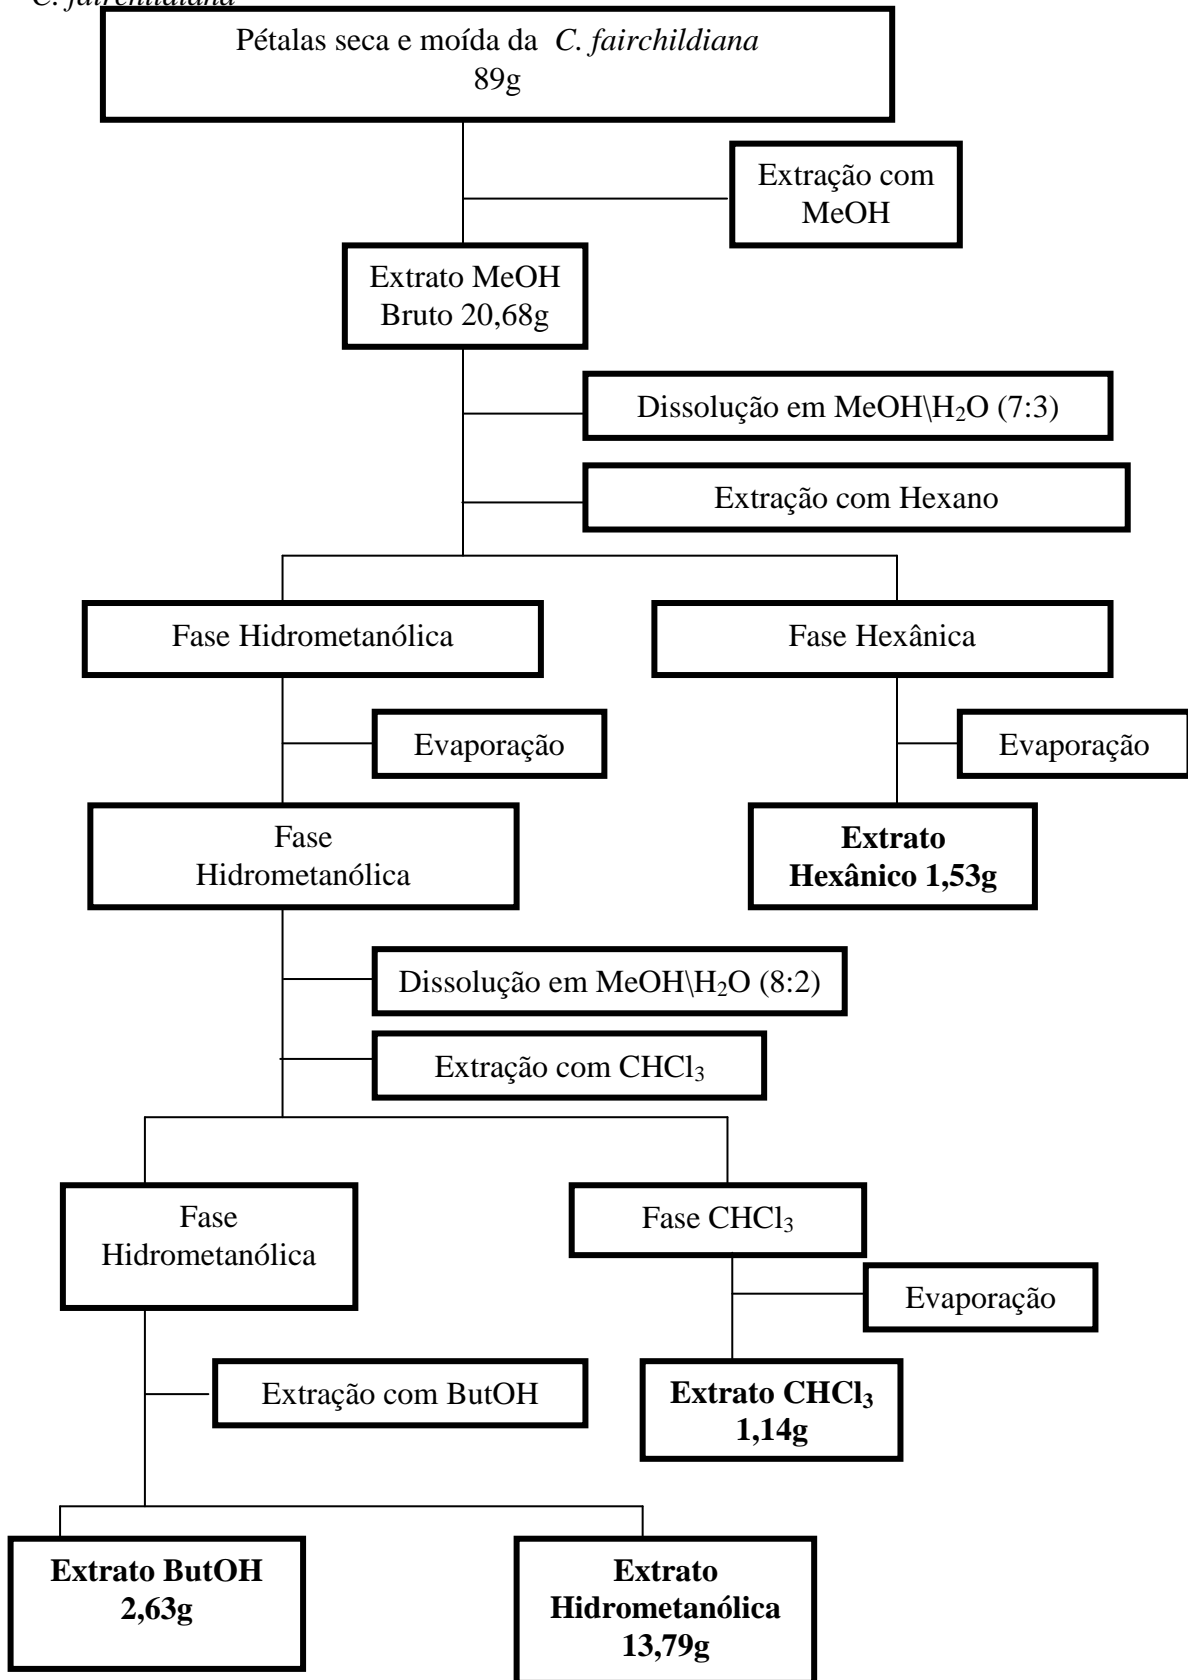 C. fairchildiana
Pétalas seca e moída da C. fairchildiana
89g
Extração com
MeOH
Extrato MeOH
Bruto 20,68g
Dissolução em MeOH\H₂O (7:3)
Extração com Hexano
Fase Hidrometanólica
Fase Hexânica
Evaporação
Evaporação
Fase
Hidrometanólica
Extrato
Hexânico 1,53g
Dissolução em MeOH\H₂O (8:2)
Extração com CHCl₃
Fase
Hidrometanólica
Fase CHCl₃
Evaporação
Extração com ButOH
Extrato CHCl₃
1,14g
Extrato ButOH
2,63g
Extrato
Hidrometanólica
13,79g